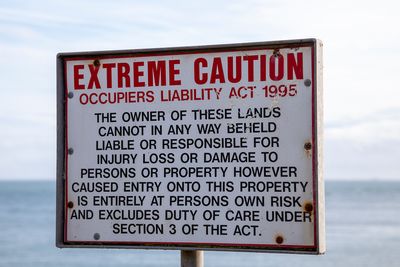 EXTREME CAUTION
OCCUPIERS LIABILITY ACT 1995
THE OWNER OF THESE LANDS
CANNOT IN ANY WAY BEHELD
LIABLE OR RESPONSIBLE FOR
INJURY LOSS OR DAMAGE TO
PERSONS OR PROPERTY HOWEVER
CAUSED ENTRY ONTO THIS PROPERTY
IS ENTIRELY AT PERSONS OWN RISK
AND EXCLUDES DUTY OF CARE UNDER
SECTION 3 OF THE ACT.